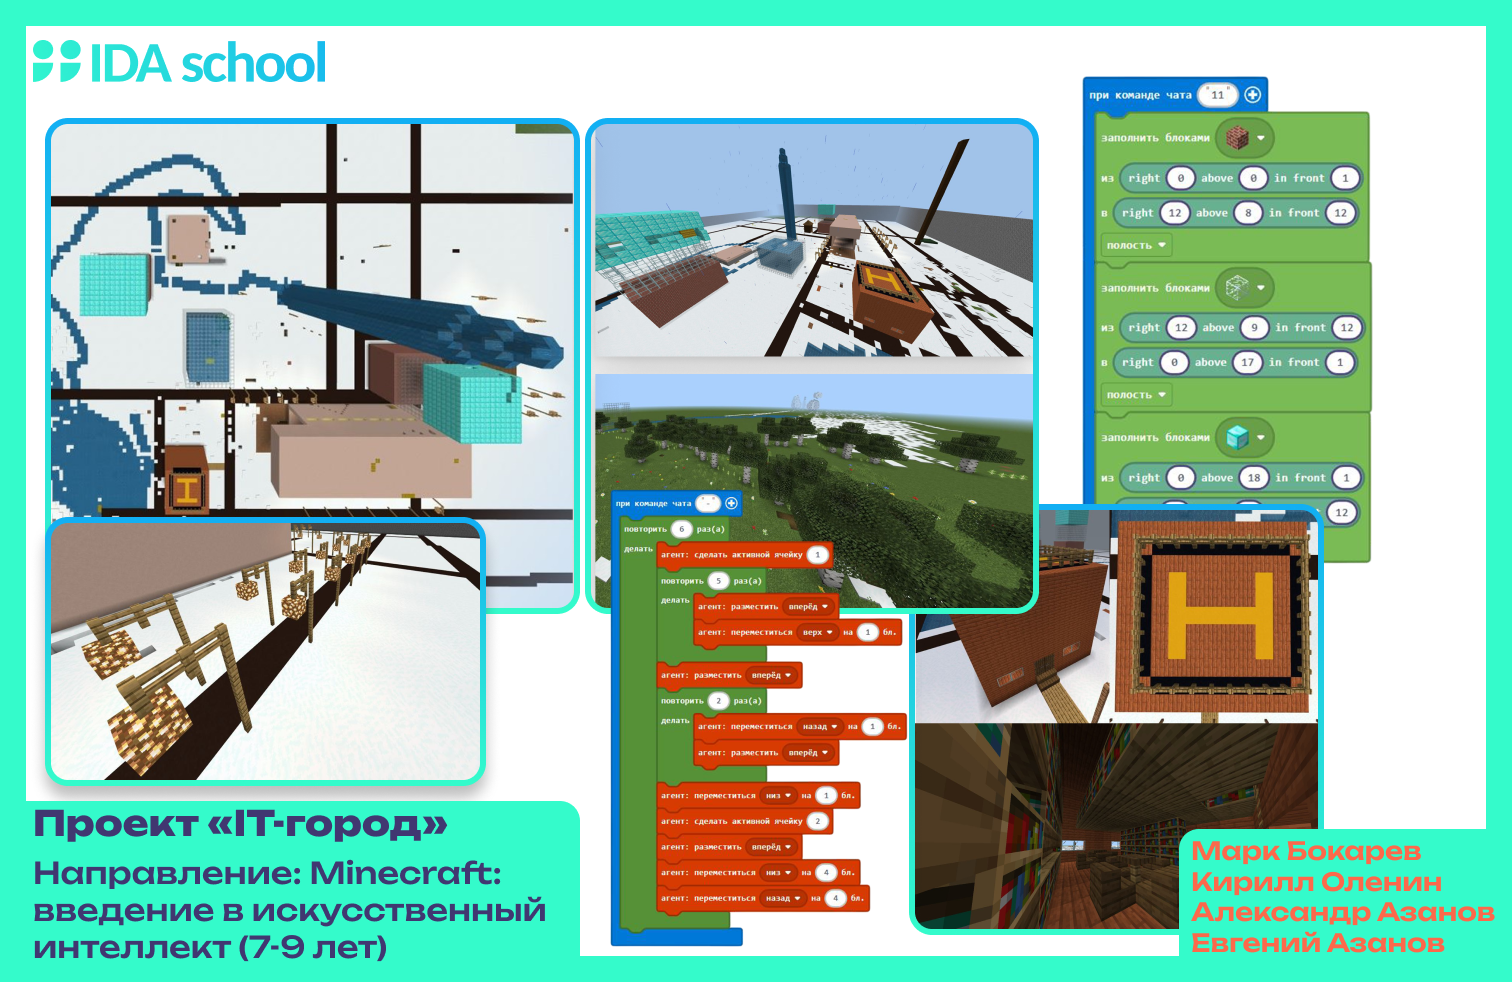 IDA school
при команде чата "11"
заполнить блоками
из right 0 above 0 in front 1
в right 12 above 8 in front 12
полость
заполнить блоками
из right 12 above 9 in front 12
в right 0 above 17 in front 1
полость
заполнить блоками
из right 0 above 18 in front 1
12
при команде чата "-"
повторить 6 раз(а)
делать
агент: сделать активной ячейку 1
повторить 5 раз(а)
делать
агент: разместить вперёд
агент: переместиться верх на 1 бл.
агент: разместить вперёд
повторить 2 раз(а)
делать
агент: переместиться назад на 1 бл.
агент: разместить вперёд
агент: переместиться низ на 1 бл.
агент: сделать активной ячейку 2
агент: разместить вперёд
агент: переместиться низ на 4 бл.
агент: переместиться назад на 4 бл.
H
H
H
Проект «IT-город»
Направление: Minecraft:
введение в искусственный
интеллект (7-9 лет)
Марк Бокарев
Кирилл Оленин
Александр Азанов
Евгений Азанов